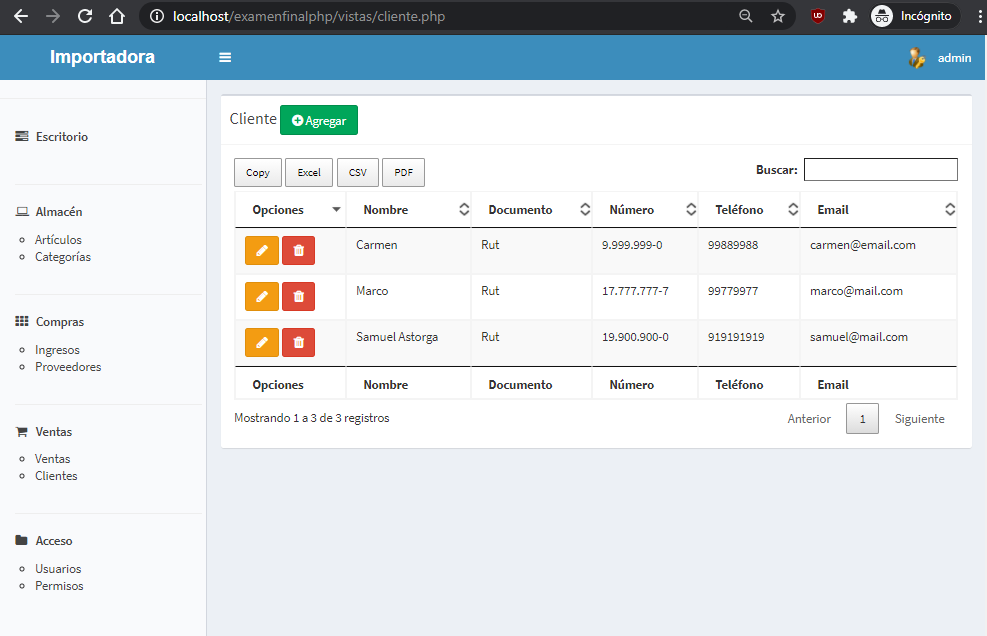 localhost/examenfinalphp/vistas/cliente.php
Incógnito
Importadora
admin
Escritorio
Almacén
Artículos
Categorías
Compras
Ingresos
Proveedores
Ventas
Ventas
Clientes
Acceso
Usuarios
Permisos
Cliente Agregar
Copy Excel CSV PDF Buscar:
Opciones Nombre Documento Número Teléfono Email
Carmen Rut 9.999.999-0 99889988 carmen@email.com
Marco Rut 17.777.777-7 99779977 marco@mail.com
Samuel Astorga Rut 19.900.900-0 919191919 samuel@mail.com
Opciones Nombre Documento Número Teléfono Email
Mostrando 1 a 3 de 3 registros Anterior 1 Siguiente